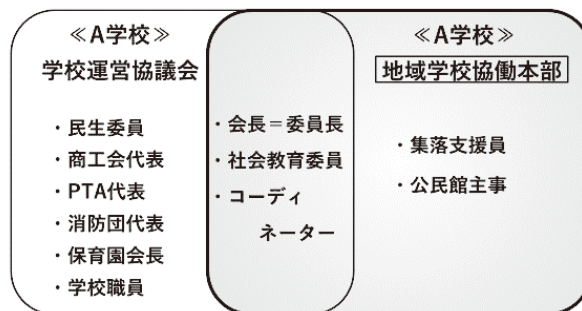 ≪A学校≫
学校運営協議会
・民生委員
・商工会代表
・PTA代表
・消防団代表
・保育園会長
・学校職員
・会長＝委員長
・社会教育委員
・コーディ
ネーター
≪A学校≫
地域学校協働本部
・集落支援員
・公民館主事